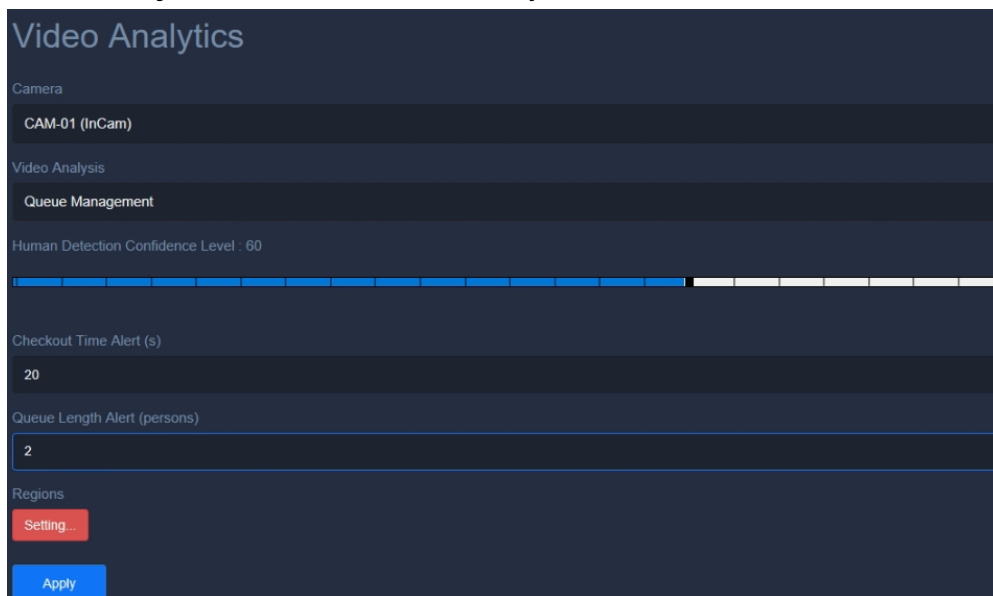 Video Analytics
Camera
CAM-01 (InCam)
Video Analysis
Queue Management
Human Detection Confidence Level : 60
Checkout Time Alert (s)
20
Queue Length Alert (persons)
2
Regions
Setting...
Apply